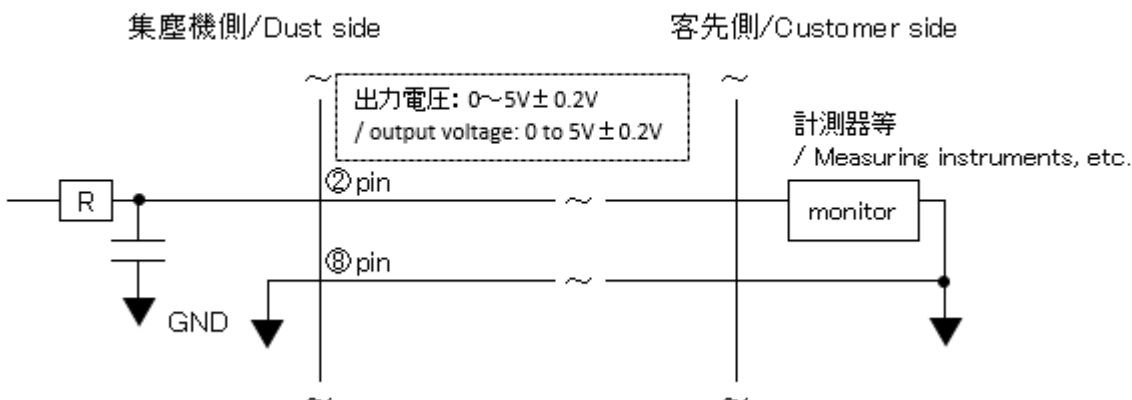 集塵機側/Dust side
客先側/Customer side
出力電圧: 0～5V±0.2V
/ output voltage: 0 to 5V±0.2V
計測器等
/ Measuring instruments, etc.
②pin
R
monitor
⑧pin
GND